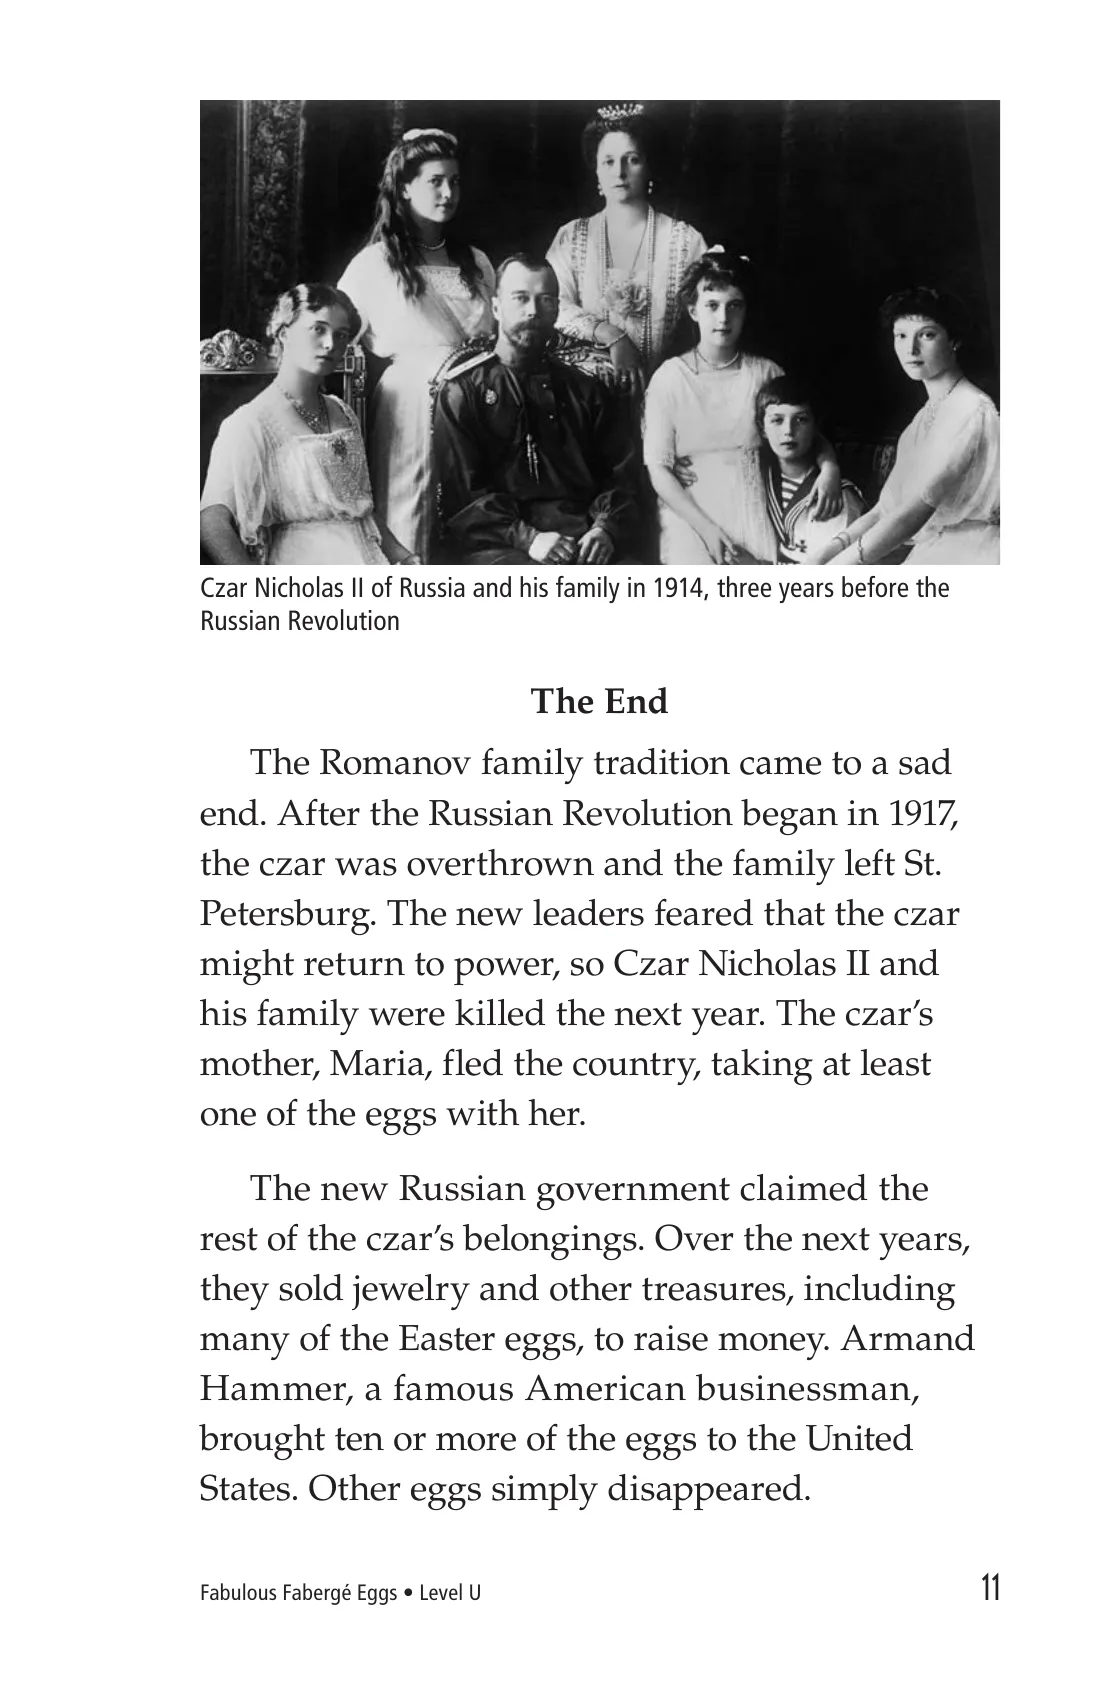 Czar Nicholas II of Russia and his family in 1914, three years before the
Russian Revolution
The End
The Romanov family tradition came to a sad
end. After the Russian Revolution began in 1917,
the czar was overthrown and the family left St.
Petersburg. The new leaders feared that the czar
might return to power, so Czar Nicholas II and
his family were killed the next year. The czar’s
mother, Maria, fled the country, taking at least
one of the eggs with her.
The new Russian government claimed the
rest of the czar’s belongings. Over the next years,
they sold jewelry and other treasures, including
many of the Easter eggs, to raise money. Armand
Hammer, a famous American businessman,
brought ten or more of the eggs to the United
States. Other eggs simply disappeared.
Fabulous Fabergé Eggs • Level U
11